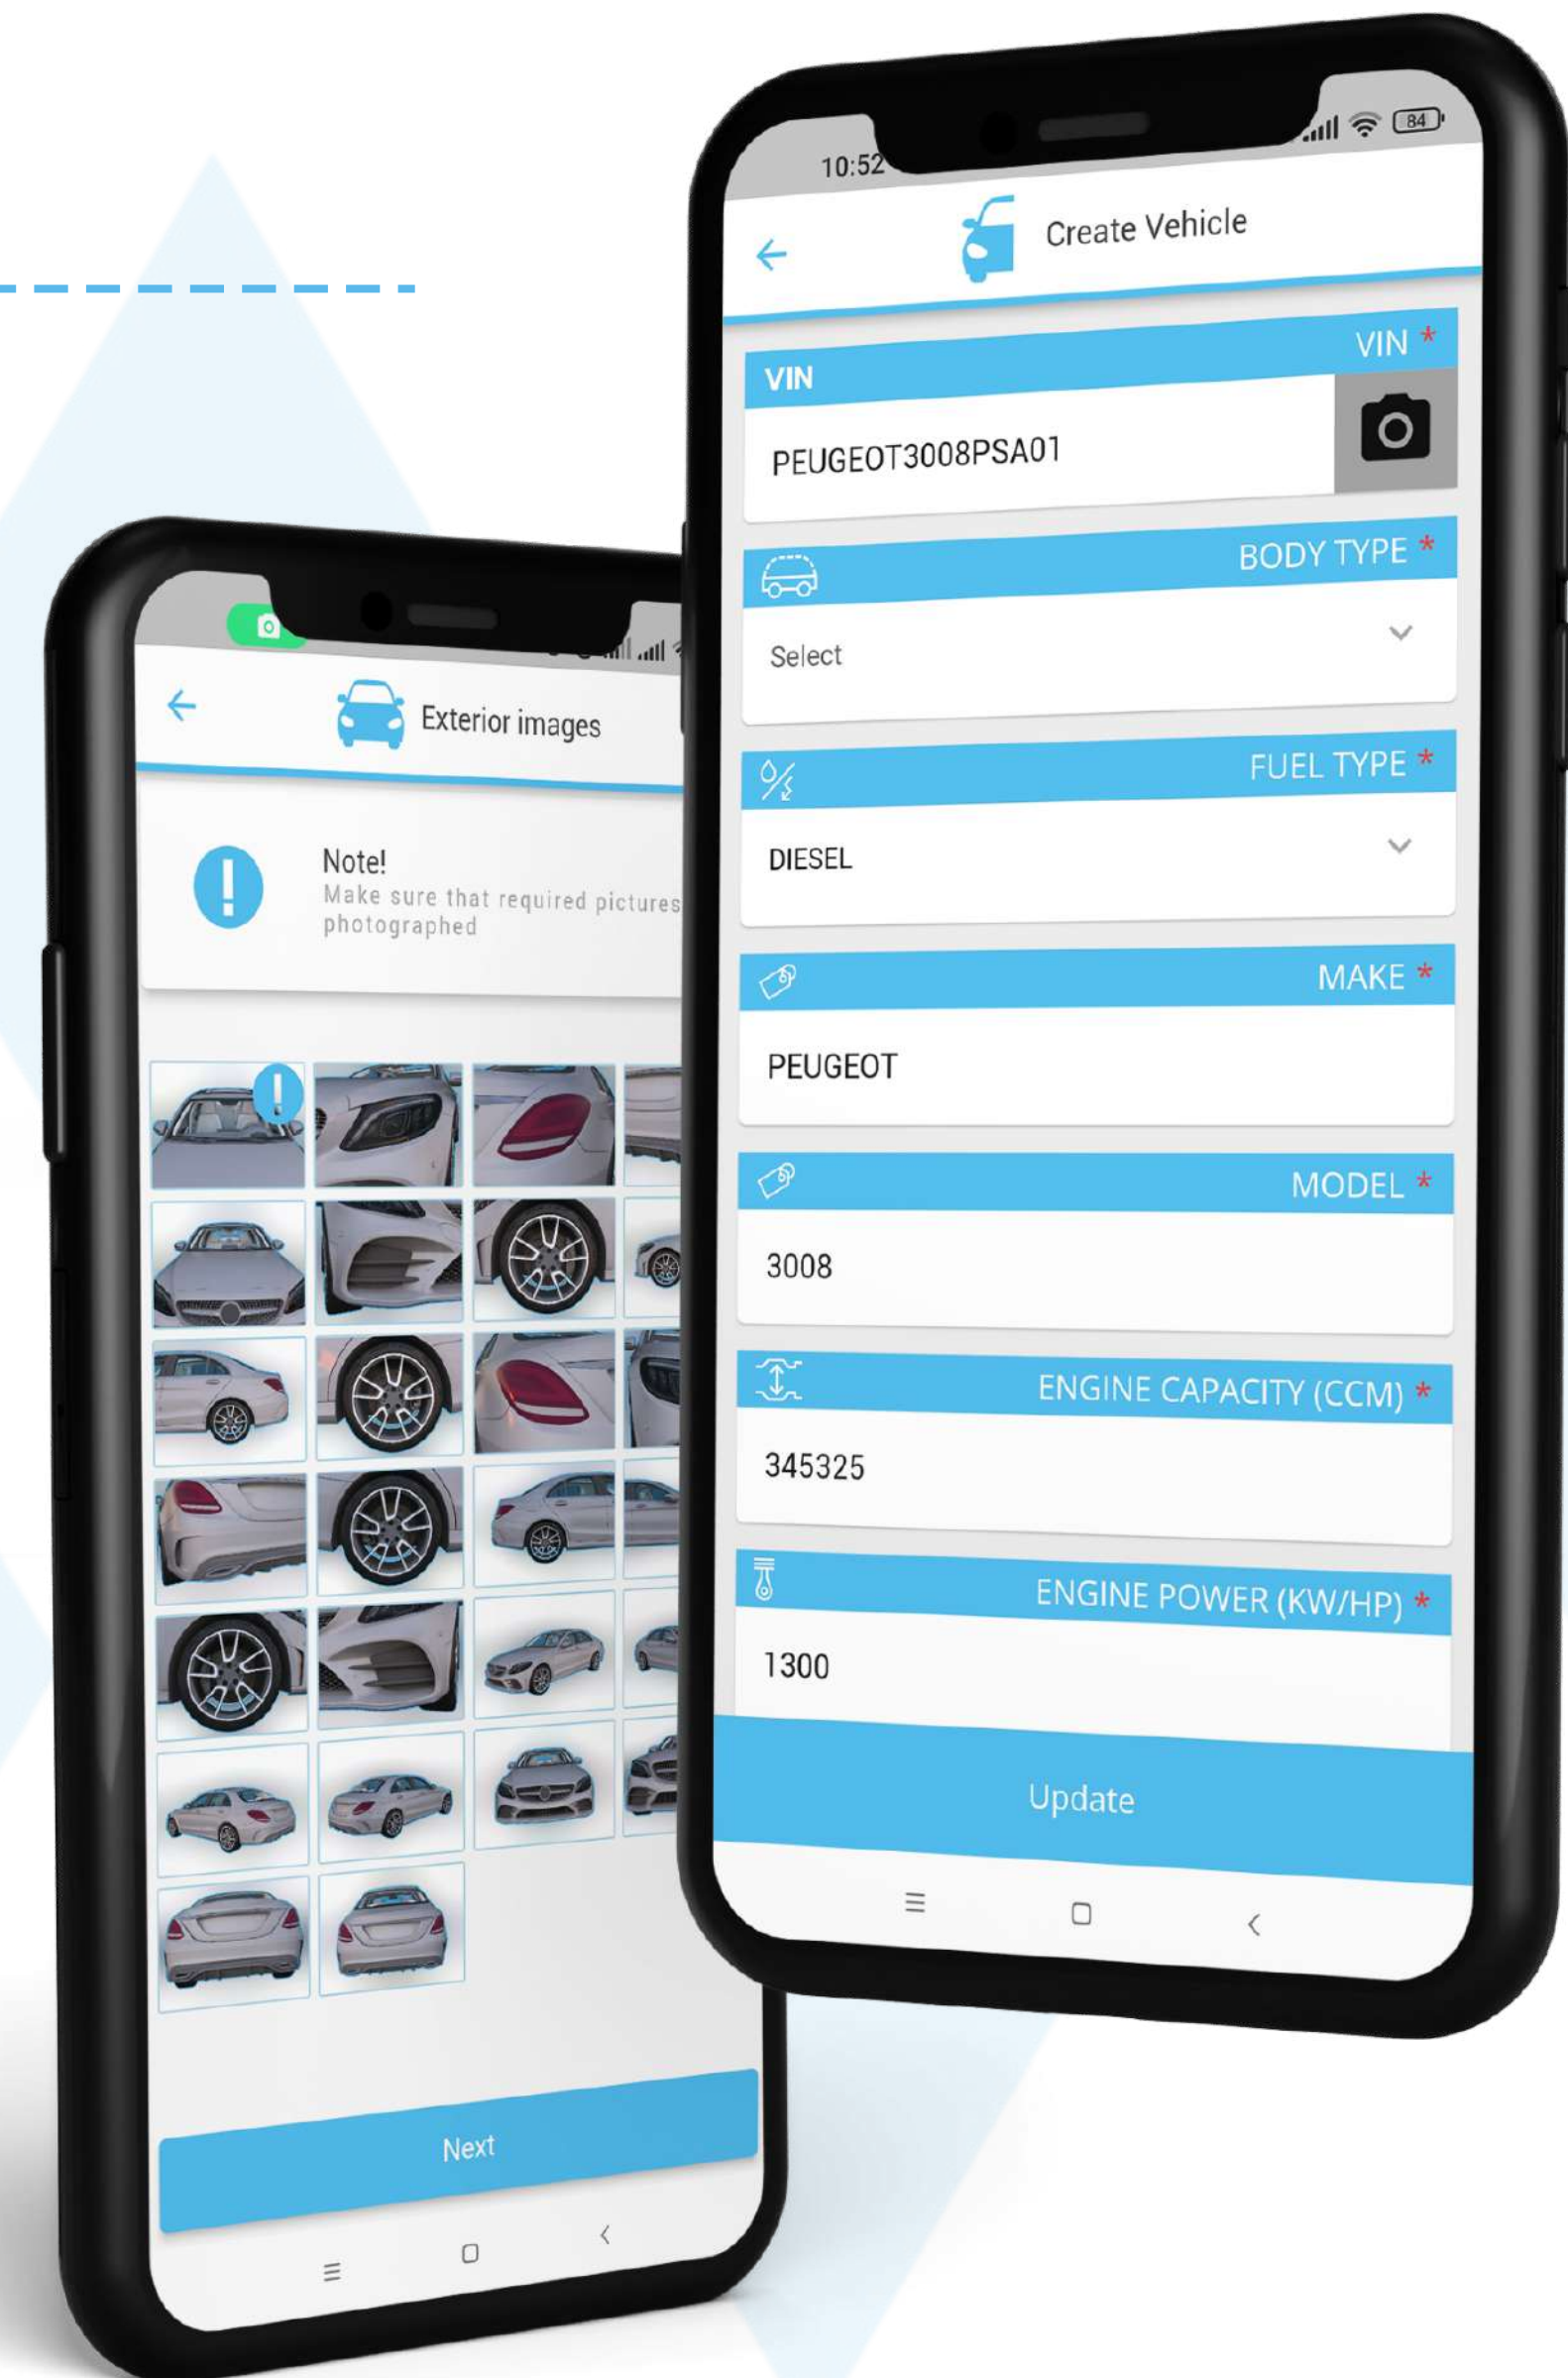 10:52
84
Create Vehicle
VIN
VIN *
PEUGEOT3008PSA01
BODY TYPE *
Select
FUEL TYPE *
DIESEL
MAKE *
PEUGEOT
MODEL *
3008
ENGINE CAPACITY (CCM) *
345325
ENGINE POWER (KW/HP) *
1300
Update
Exterior images
Note!
Make sure that required pictures
photographed
Next